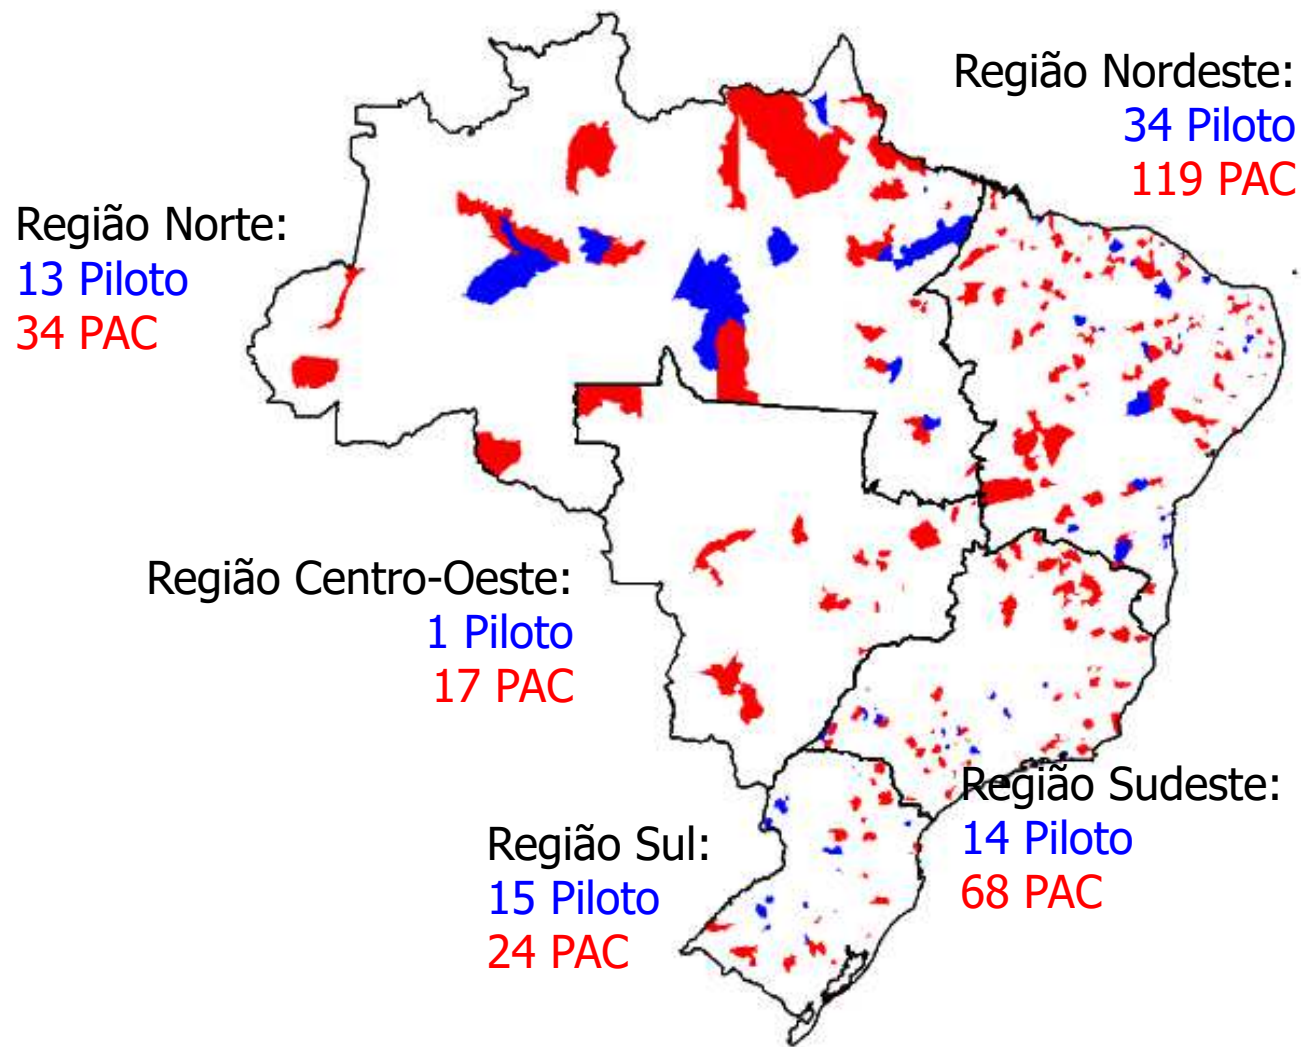 Região Nordeste:
34 Piloto
119 PAC
Região Norte:
13 Piloto
34 PAC
Região Centro-Oeste:
1 Piloto
17 PAC
Região Sudeste:
14 Piloto
68 PAC
Região Sul:
15 Piloto
24 PAC